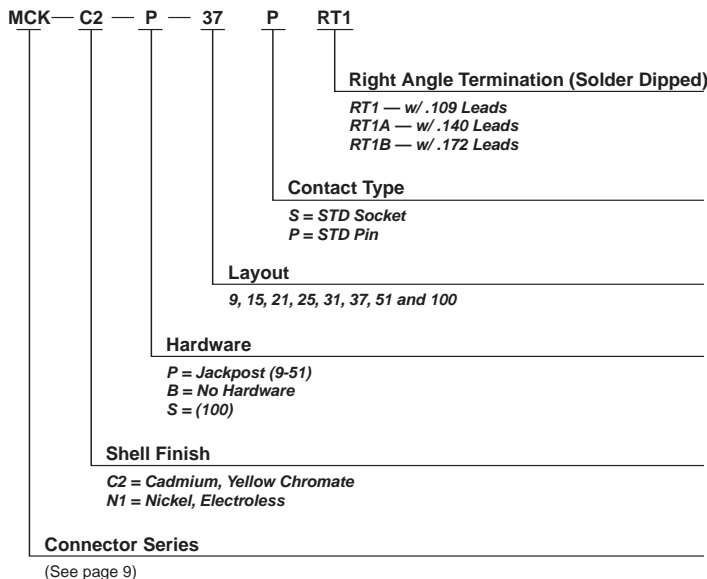 MCK — C2 — P — 37 P RT1
Right Angle Termination (Solder Dipped)
RT1 — w/ .109 Leads
RT1A — w/ .140 Leads
RT1B — w/ .172 Leads
Contact Type
S = STD Socket
P = STD Pin
Layout
9, 15, 21, 25, 31, 37, 51 and 100
Hardware
P = Jackpost (9-51)
B = No Hardware
S = (100)
Shell Finish
C2 = Cadmium, Yellow Chromate
N1 = Nickel, Electroless
Connector Series
(See page 9)